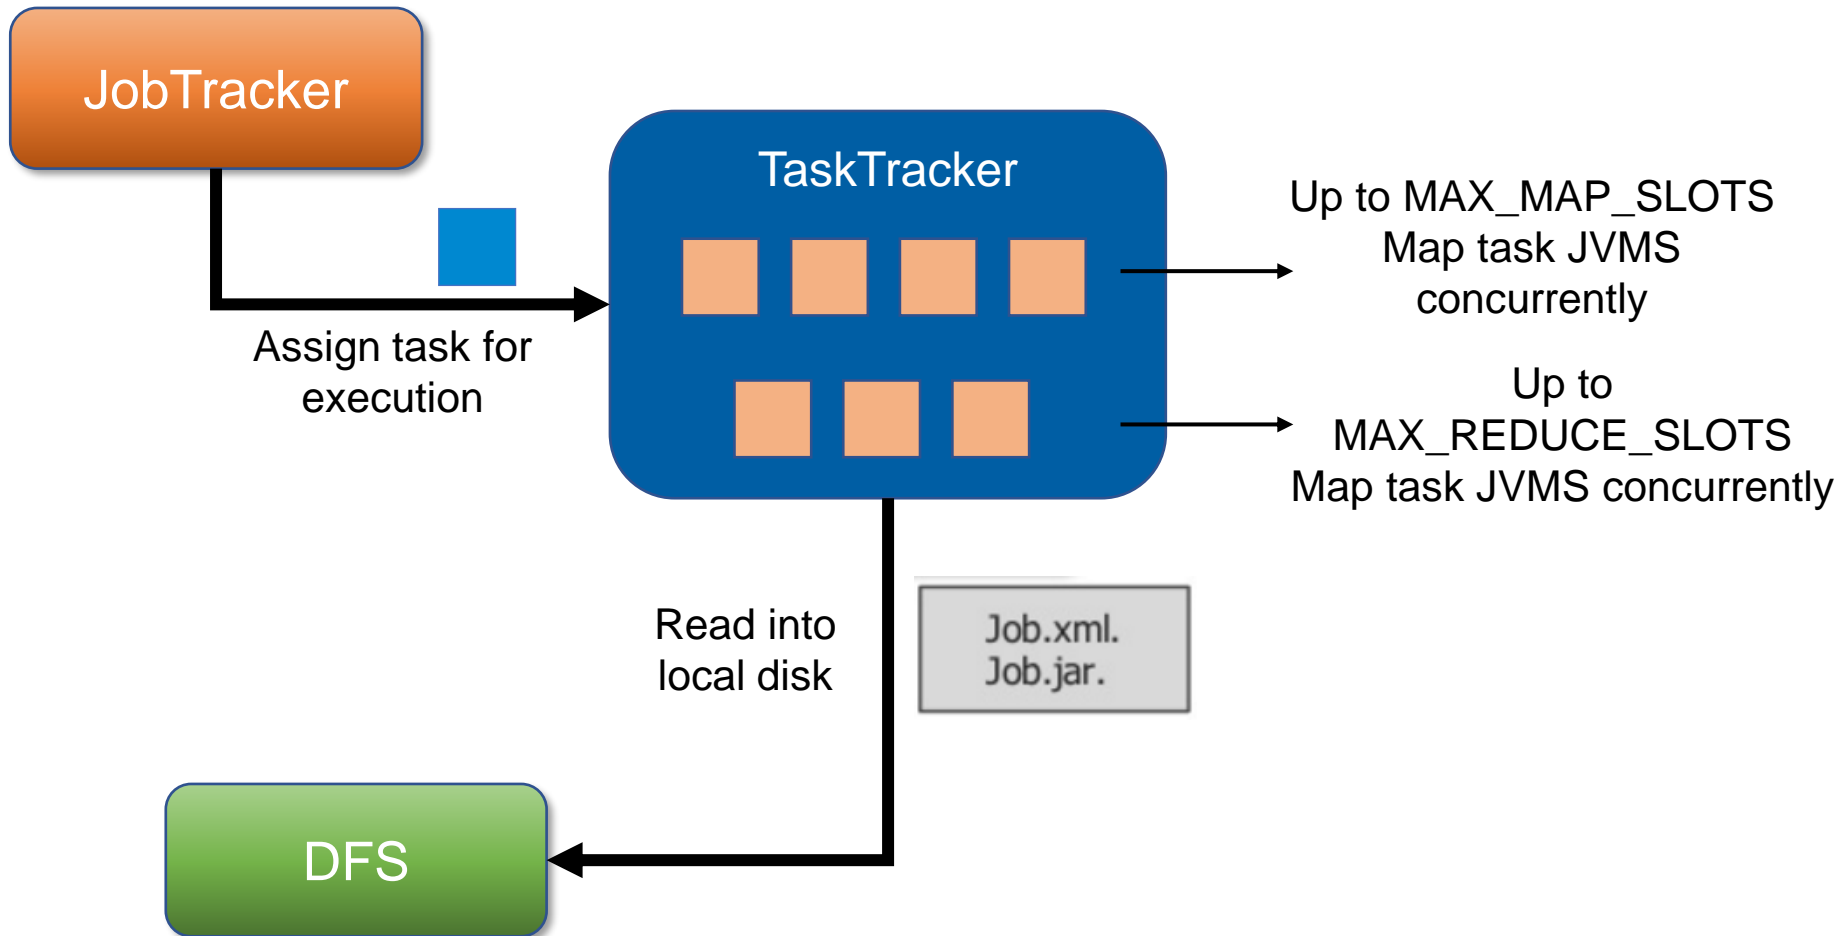 JobTracker
TaskTracker
Up to MAX_MAP_SLOTS
Map task JVMS
concurrently
Assign task for
execution
Up to
MAX_REDUCE_SLOTS
Map task JVMS concurrently
Read into
local disk
Job.xml.
Job.jar.
DFS